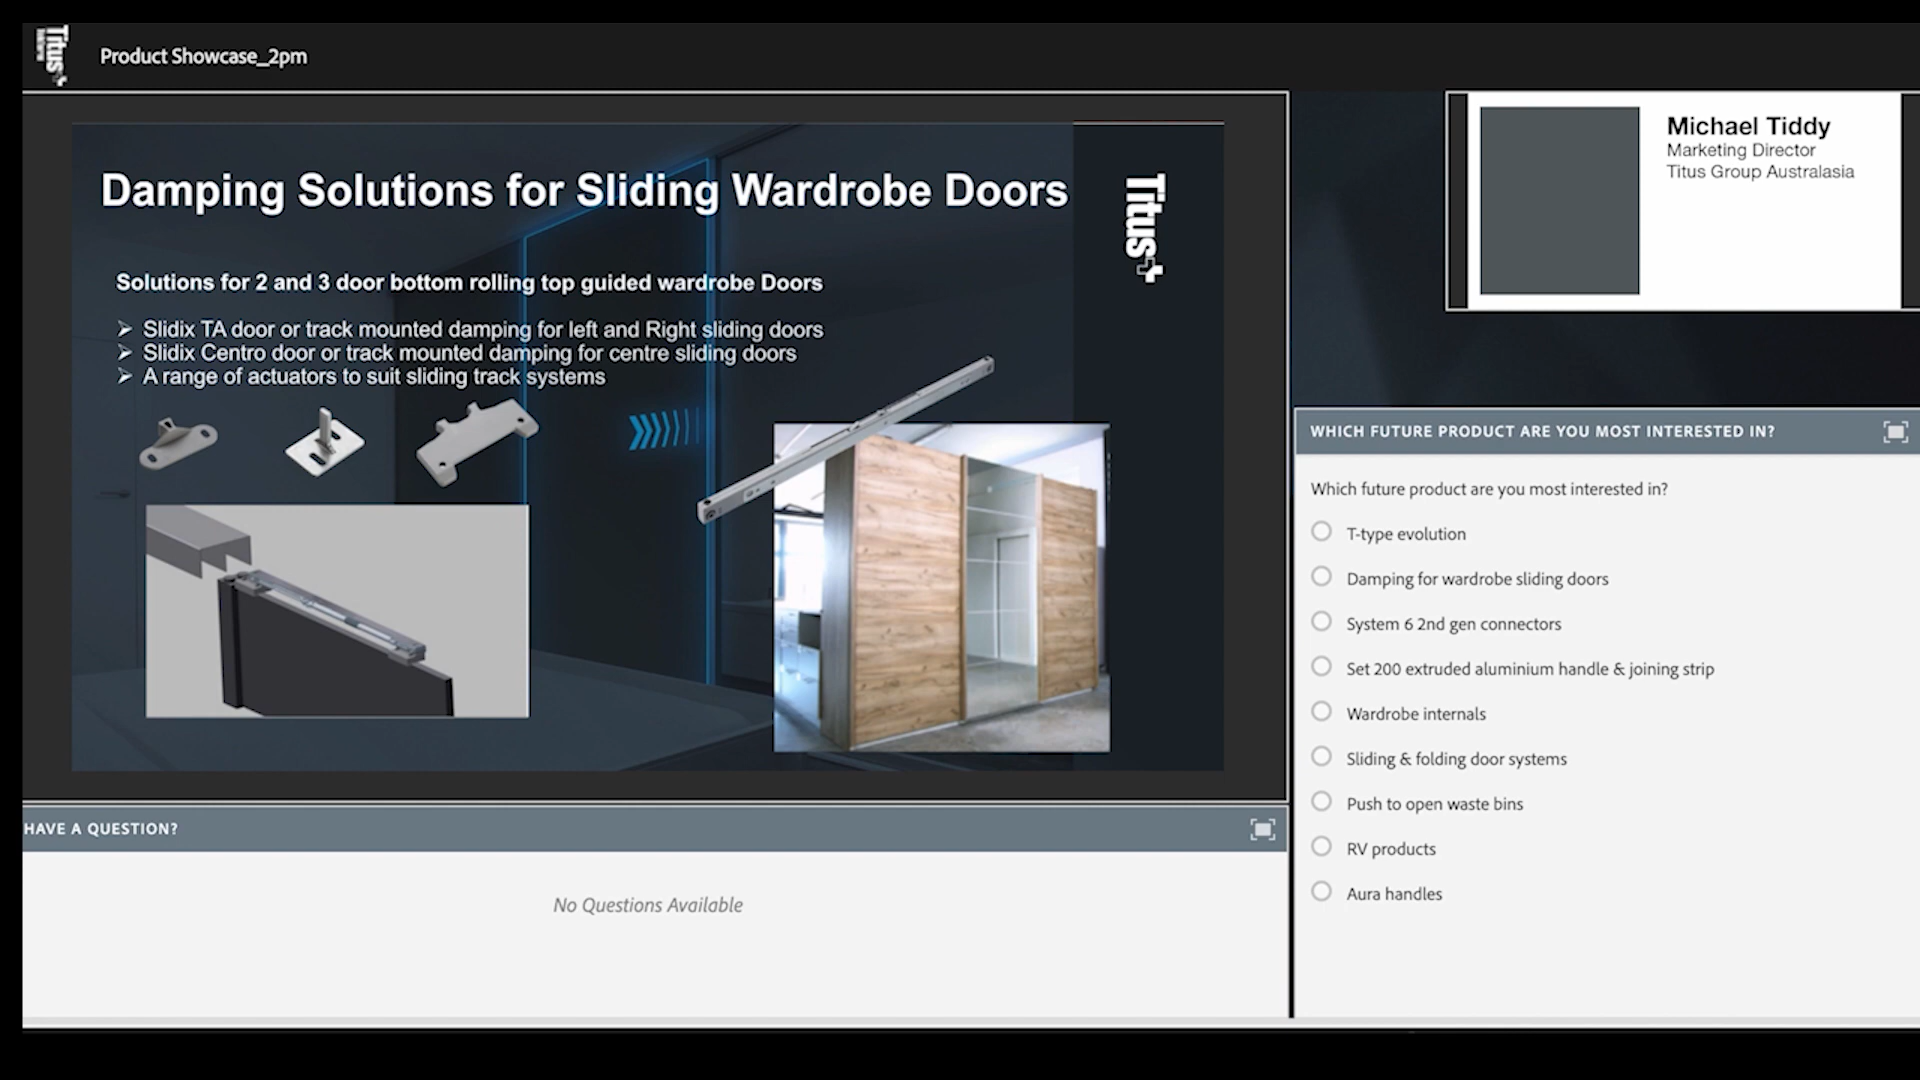 Titus
Product Showcase_2pm
Damping Solutions for Sliding Wardrobe Doors
Titus
Solutions for 2 and 3 door bottom rolling top guided wardrobe Doors
Slidix TA door or track mounted damping for left and Right sliding doors
Slidix Centro door or track mounted damping for centre sliding doors
A range of actuators to suit sliding track systems
HAVE A QUESTION?
No Questions Available
Michael Tiddy
Marketing Director
Titus Group Australasia
WHICH FUTURE PRODUCT ARE YOU MOST INTERESTED IN?
Which future product are you most interested in?
T-type evolution
Damping for wardrobe sliding doors
System 6 2nd gen connectors
Set 200 extruded aluminium handle & joining strip
Wardrobe internals
Sliding & folding door systems
Push to open waste bins
RV products
Aura handles